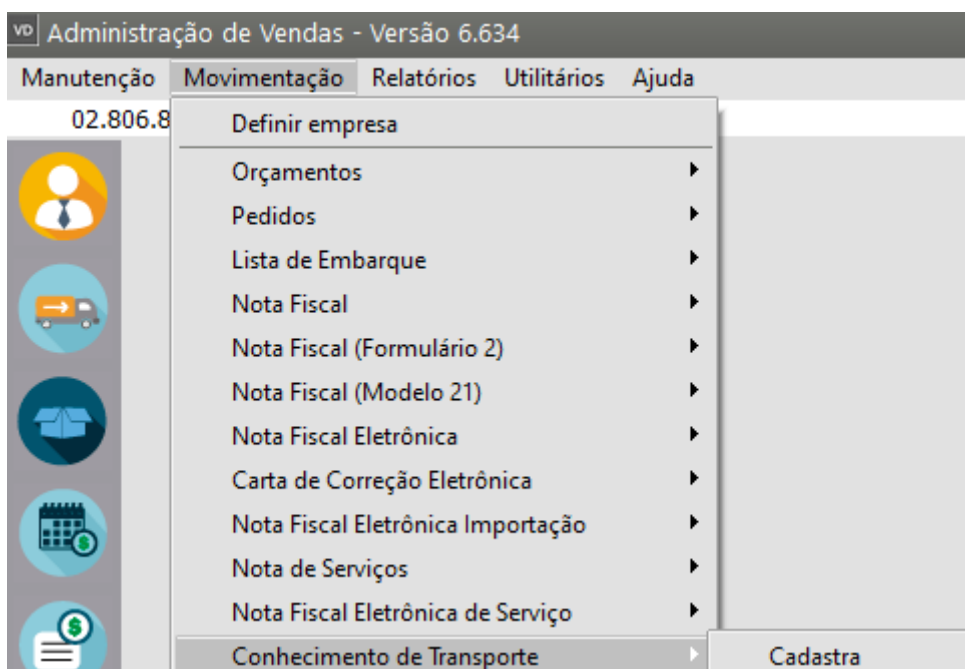 VD Administração de Vendas - Versão 6.634
Manutenção Movimentação Relatórios Utilitários Ajuda
02.806.8
Definir empresa
Orçamentos
Pedidos
Lista de Embarque
Nota Fiscal
Nota Fiscal (Formulário 2)
Nota Fiscal (Modelo 21)
Nota Fiscal Eletrônica
Carta de Correção Eletrônica
Nota Fiscal Eletrônica Importação
Nota de Serviços
Nota Fiscal Eletrônica de Serviço
Conhecimento de Transporte Cadastra